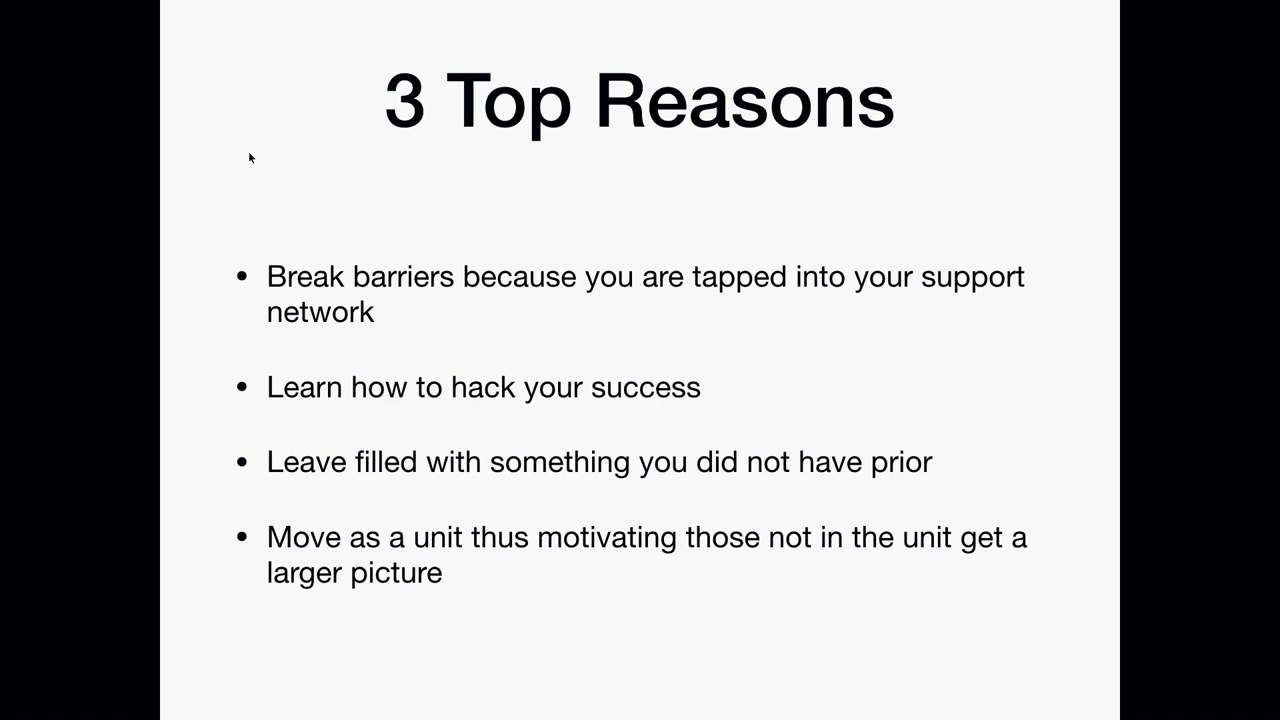 3 Top Reasons
• Break barriers because you are tapped into your support
network
• Learn how to hack your success
• Leave filled with something you did not have prior
• Move as a unit thus motivating those not in the unit get a
larger picture